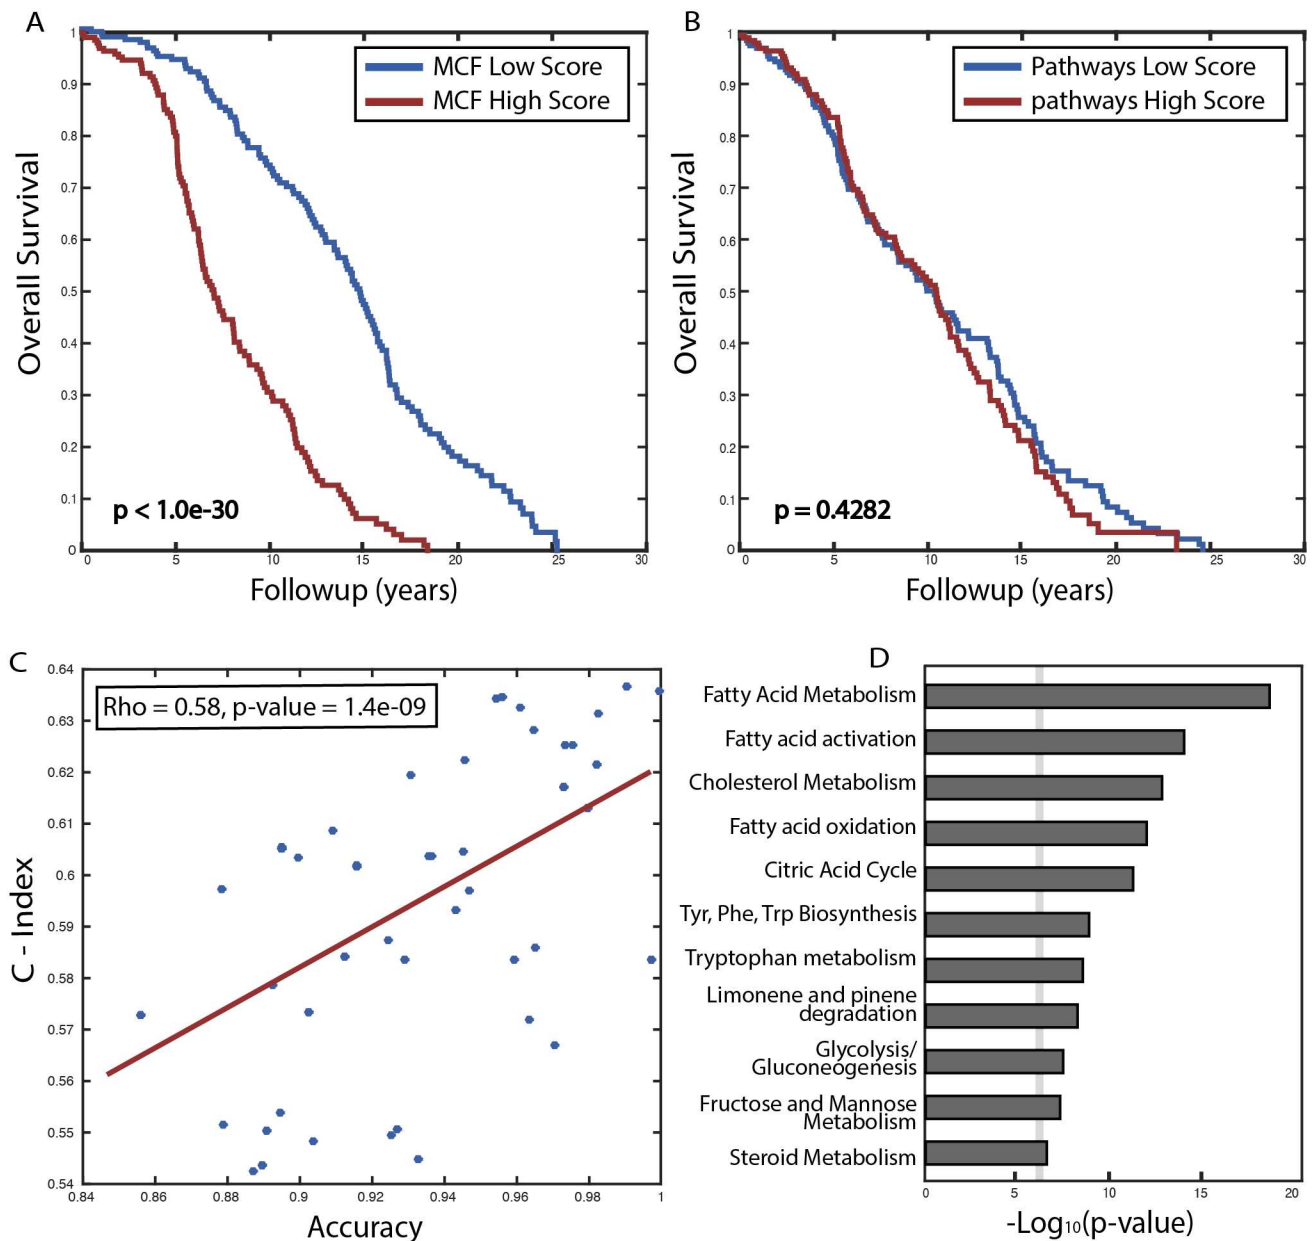 A
MCF Low Score
MCF High Score
1
0.9
0.8
0.7
0.6
0.5
0.4
0.3
0.2
0.1
0
Overall Survival
p < 1.0e-30
0 5 10 15 20 25 30
Followup (years)
B
Pathways Low Score
pathways High Score
1
0.9
0.8
0.7
0.6
0.5
0.4
0.3
0.2
0.1
0
Overall Survival
p = 0.4282
0 5 10 15 20 25 30
Followup (years)
C
Rho = 0.58, p-value = 1.4e-09
0.64
0.63
0.62
0.61
0.6
0.59
0.58
0.57
0.56
0.55
0.54
C - Index
0.84 0.86 0.88 0.9 0.92 0.94 0.96 0.98 1
Accuracy
D
Fatty Acid Metabolism
Fatty acid activation
Cholesterol Metabolism
Fatty acid oxidation
Citric Acid Cycle
Tyr, Phe, Trp Biosynthesis
Tryptophan metabolism
Limonene and pinene
degradation
Glycolysis/
Gluconeogenesis
Fructose and Mannose
Metabolism
Steroid Metabolism
0 5 10 15 20
-Log₁₀(p-value)